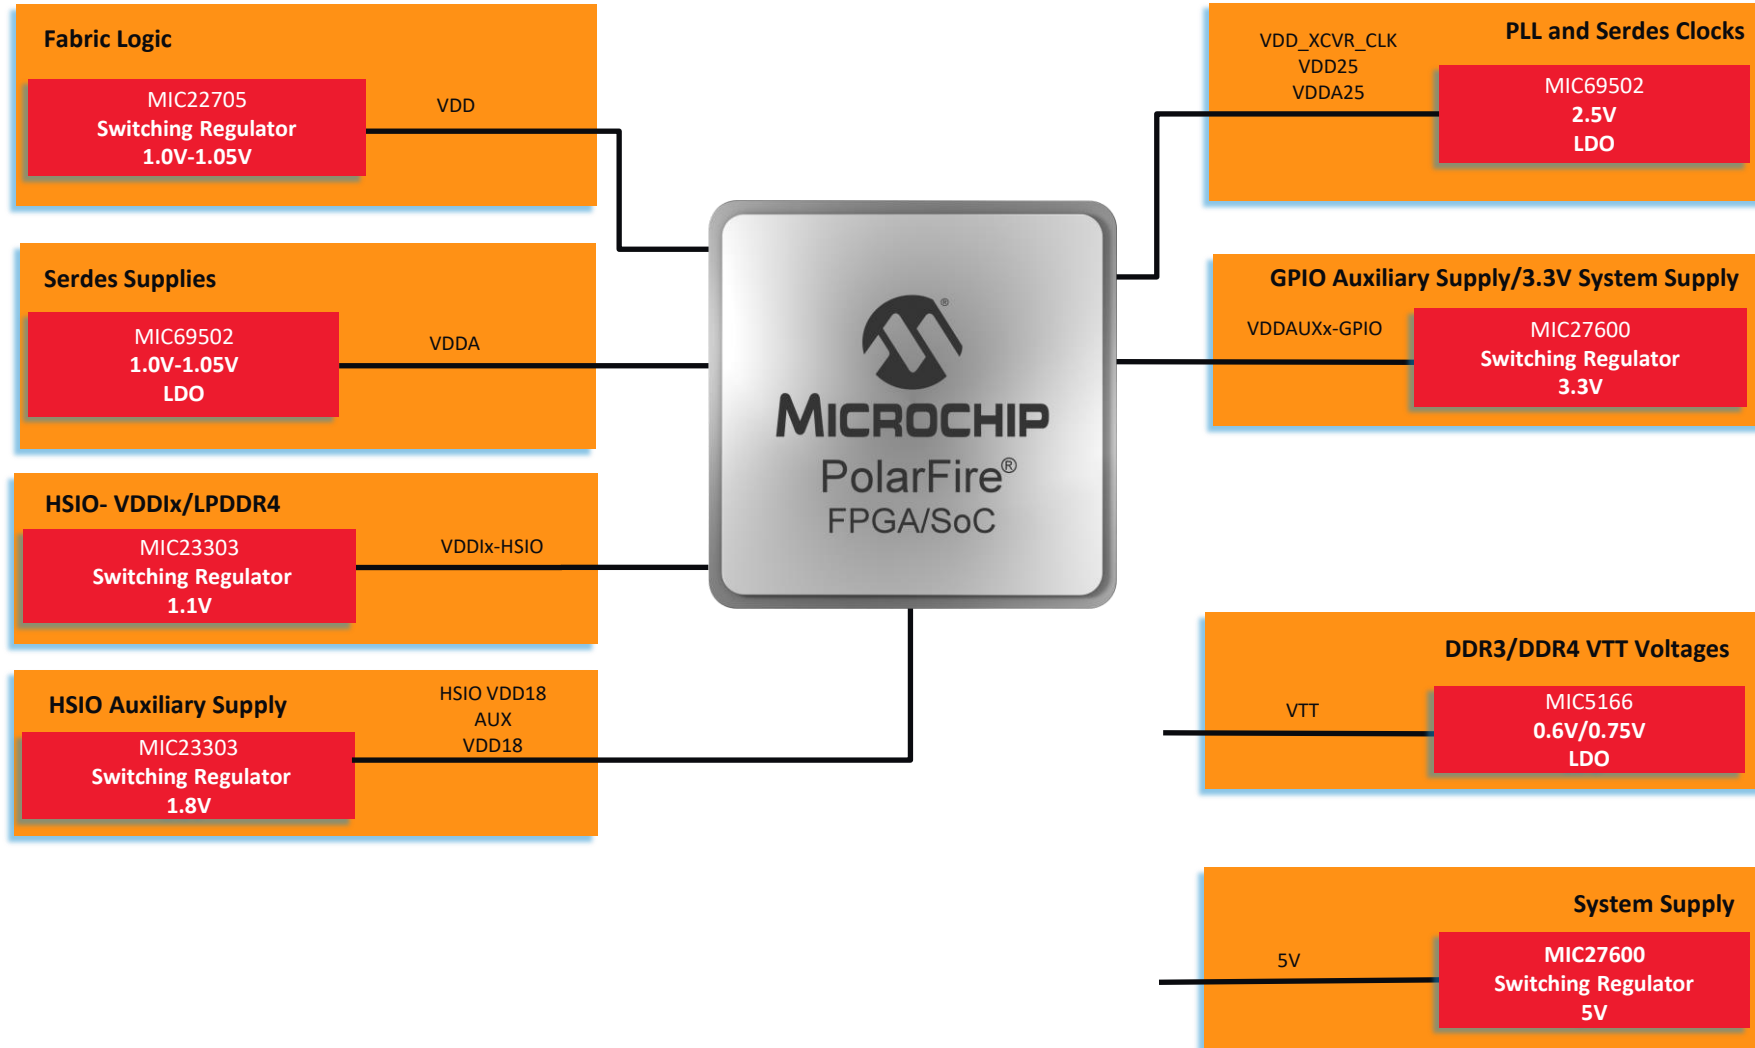 Fabric Logic
MIC22705
Switching Regulator
1.0V-1.05V
VDD
Serdes Supplies
MIC69502
1.0V-1.05V
LDO
VDDA
HSIO- VDDIx/LPDDR4
MIC23303
Switching Regulator
1.1V
VDDIx-HSIO
HSIO Auxiliary Supply
MIC23303
Switching Regulator
1.8V
HSIO VDD18
AUX
VDD18
®
MICROCHIP
PolarFire®
FPGA/SoC
PLL and Serdes Clocks
VDD_XCVR_CLK
VDD25
VDDA25
MIC69502
2.5V
LDO
GPIO Auxiliary Supply/3.3V System Supply
VDDAUXx-GPIO
MIC27600
Switching Regulator
3.3V
DDR3/DDR4 VTT Voltages
VTT
MIC5166
0.6V/0.75V
LDO
System Supply
5V
MIC27600
Switching Regulator
5V